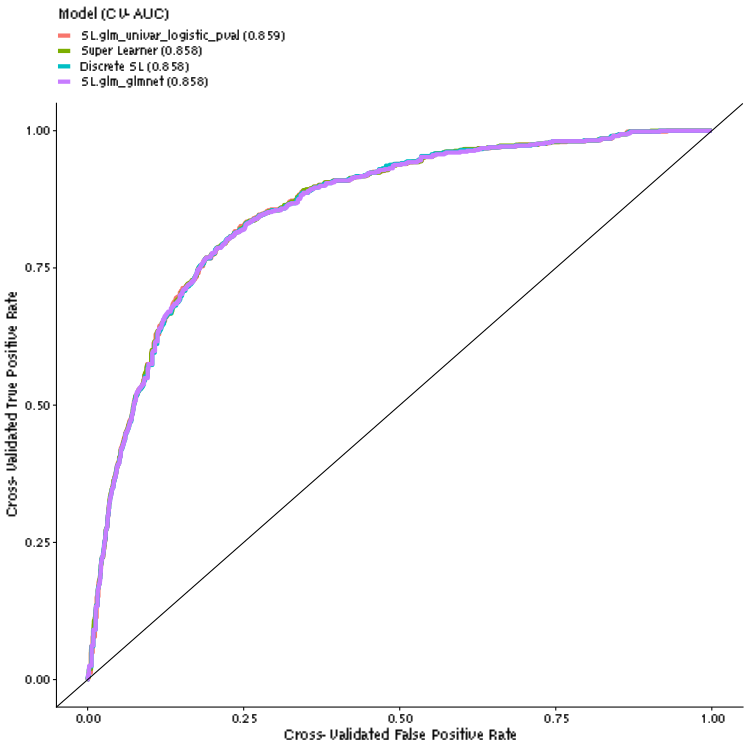 Model (CV- AUC)
SL.glm_univar_logistic_pval (0.859)
Super Learner (0.858)
Discrete SL (0.858)
SL.glm_glmnet (0.858)
1.00
0.75
0.50
0.25
0.00
Cross- Validated True Positive Rate
0.00 0.25 0.50 0.75 1.00
Cross- Validated False Positive Rate